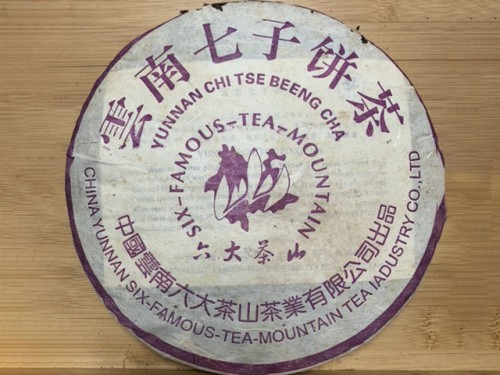 雲南七子饼茶
YUNNAN CHI TSE BEENG CHA
SIX-FAMOUS-TEA-MOUNTAIN
六大茶山
中國雲南六大茶山茶業有限公司出品
CHINA YUNNAN SIX-FAMOUS-TEA-MOUNTAIN TEA IADUSTRY CO.,LTD